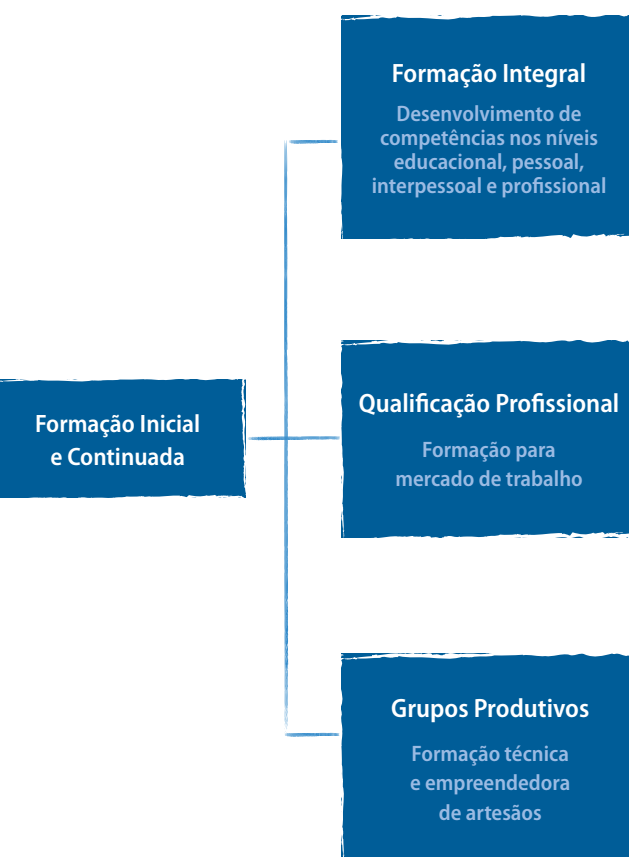 Formação Integral
Desenvolvimento de
competências nos níveis
educacional, pessoal,
interpessoal e profissional
Formação Inicial
e Continuada
Qualificação Profissional
Formação para
mercado de trabalho
Grupos Produtivos
Formação técnica
e empreendedora
de artesãos